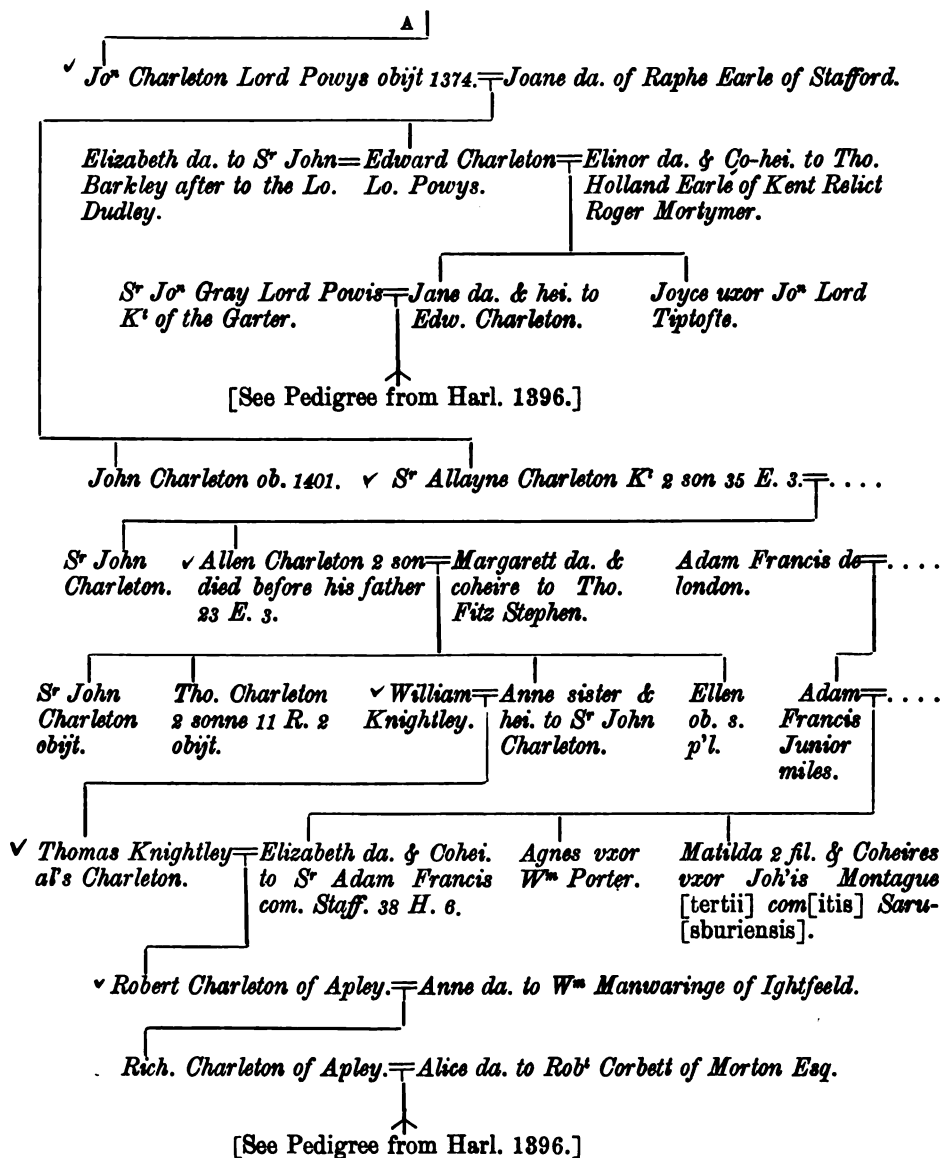 A
✓ Joⁿ Charleton Lord Powys obijt 1374.
Joane da. of Raphe Earle of Stafford.
Elizabeth da. to Sʳ John
Barkley after to the Lo.
Dudley.
Edward Charleton
Lo. Powys.
Elinor da. & Co-hei. to Tho.
Holland Earle of Kent Relict
Roger Mortymer.
Sʳ Joⁿ Gray Lord Powis
Kᵗ of the Garter.
Jane da. & hei. to
Edw. Charleton.
Joyce uxor Joⁿ Lord
Tiptofte.
[See Pedigree from Harl. 1396.]
John Charleton ob. 1401.
✓ Sʳ Allayne Charleton Kᵗ 2 son 35 E. 3.
. . . .
Sʳ John
Charleton.
✓ Allen Charleton 2 son
died before his father
23 E. 3.
Margarett da. &
coheire to Tho.
Fitz Stephen.
Adam Francis de
london.
. . . .
Sʳ John
Charleton
obijt.
Tho. Charleton
2 sonne 11 R. 2
obijt.
✓ William
Knightley.
Anne sister &
hei. to Sʳ John
Charleton.
Ellen
ob. s.
p'l.
Adam
Francis
Junior
miles.
. . . .
✓ Thomas Knightley
al's Charleton.
Elizabeth da. & Cohei.
to Sʳ Adam Francis
com. Staff. 38 H. 6.
Agnes vxor
Wᵐ Porter.
Matilda 2 fil. & Coheires
vxor Joh'is Montague
[tertii] com[itis] Saru-
[sburiensis].
✓ Robert Charleton of Apley.
Anne da. to Wᵐ Manwaringe of Ightfeeld.
Rich. Charleton of Apley.
Alice da. to Robᵗ Corbett of Morton Esq.
[See Pedigree from Harl. 1396.]